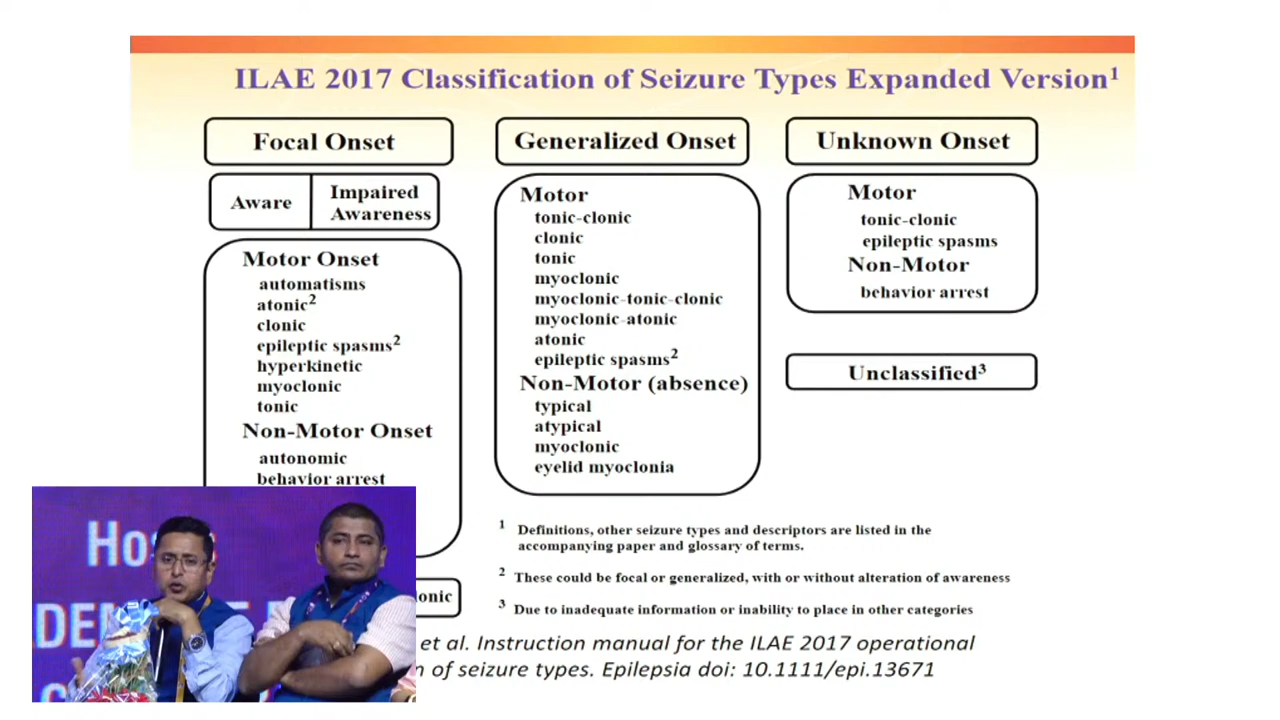 ILAE 2017 Classification of Seizure Types Expanded Version¹
Focal Onset
Aware
Impaired
Awareness
Motor Onset
automatisms
atonic²
clonic
epileptic spasms²
hyperkinetic
myoclonic
tonic
Non-Motor Onset
autonomic
behavior arrest
Generalized Onset
Motor
tonic-clonic
clonic
tonic
myoclonic
myoclonic-tonic-clonic
myoclonic-atonic
atonic
epileptic spasms²
Non-Motor (absence)
typical
atypical
myoclonic
eyelid myoclonia
Unknown Onset
Motor
tonic-clonic
epileptic spasms
Non-Motor
behavior arrest
Unclassified³
¹ Definitions, other seizure types and descriptors are listed in the
accompanying paper and glossary of terms.
² These could be focal or generalized, with or without alteration of awareness
³ Due to inadequate information or inability to place in other categories
et al. Instruction manual for the ILAE 2017 operational
of seizure types. Epilepsia doi: 10.1111/epi.13671